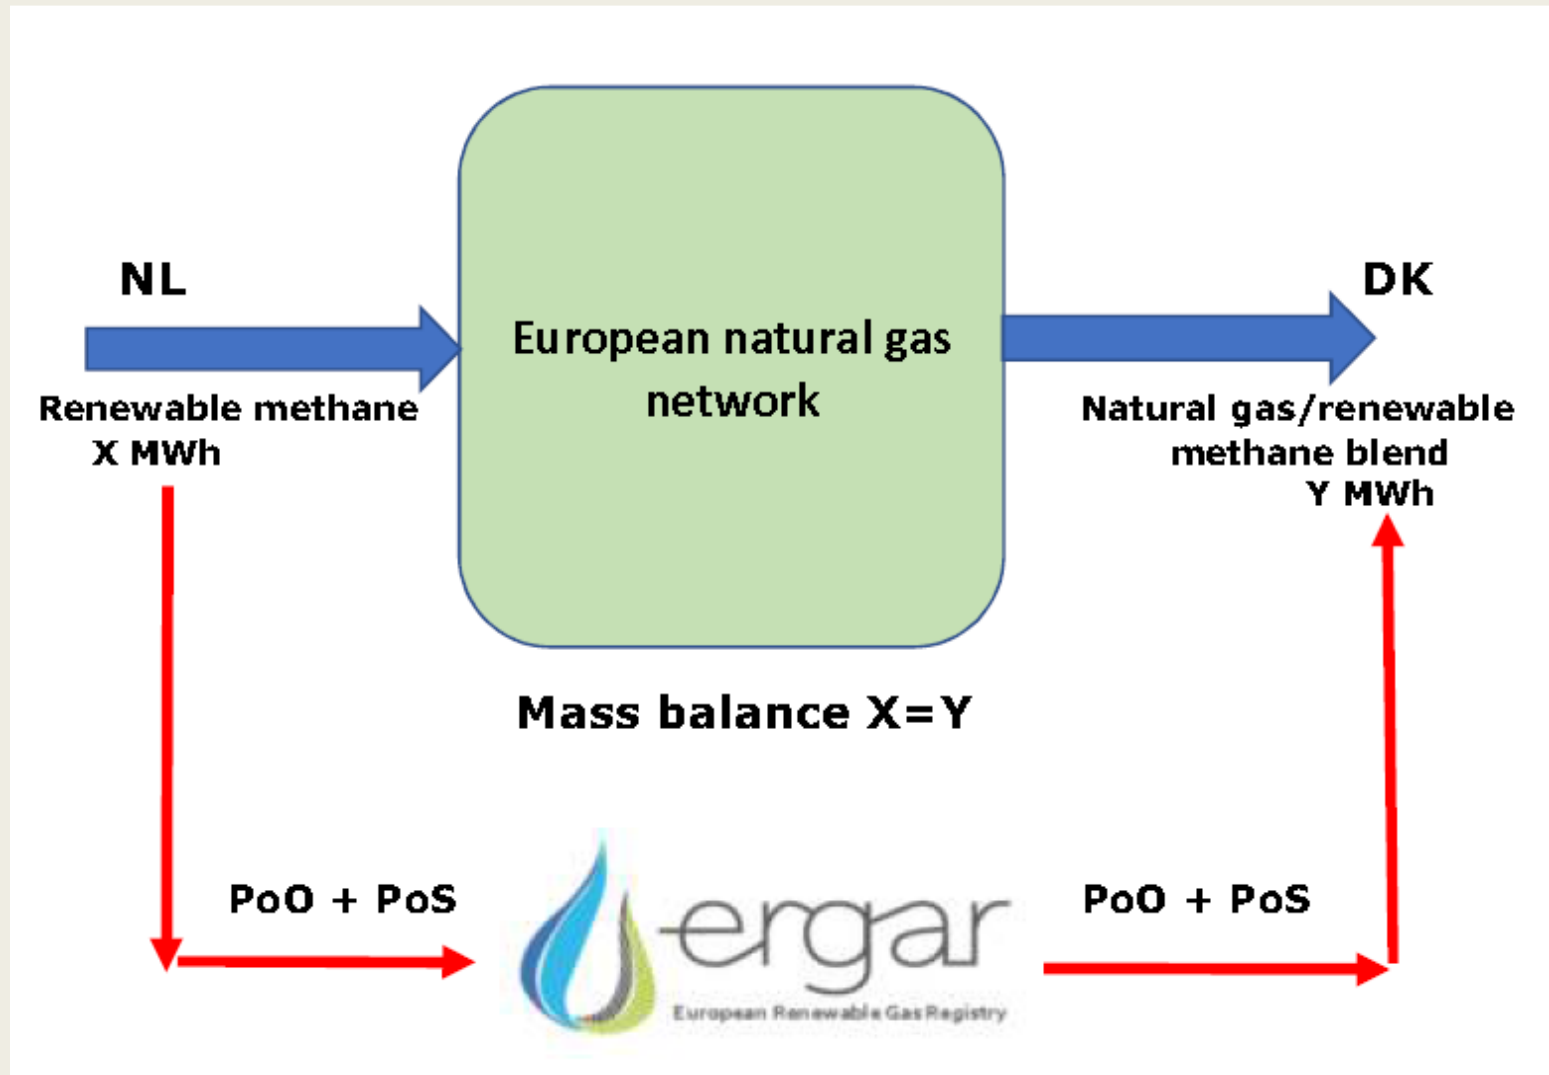 NL
DK
European natural gas
network
Renewable methane
X MWh
Natural gas/renewable
methane blend
Y MWh
Mass balance X=Y
PoO + PoS
PoO + PoS
ergar
European Renewable Gas Registry